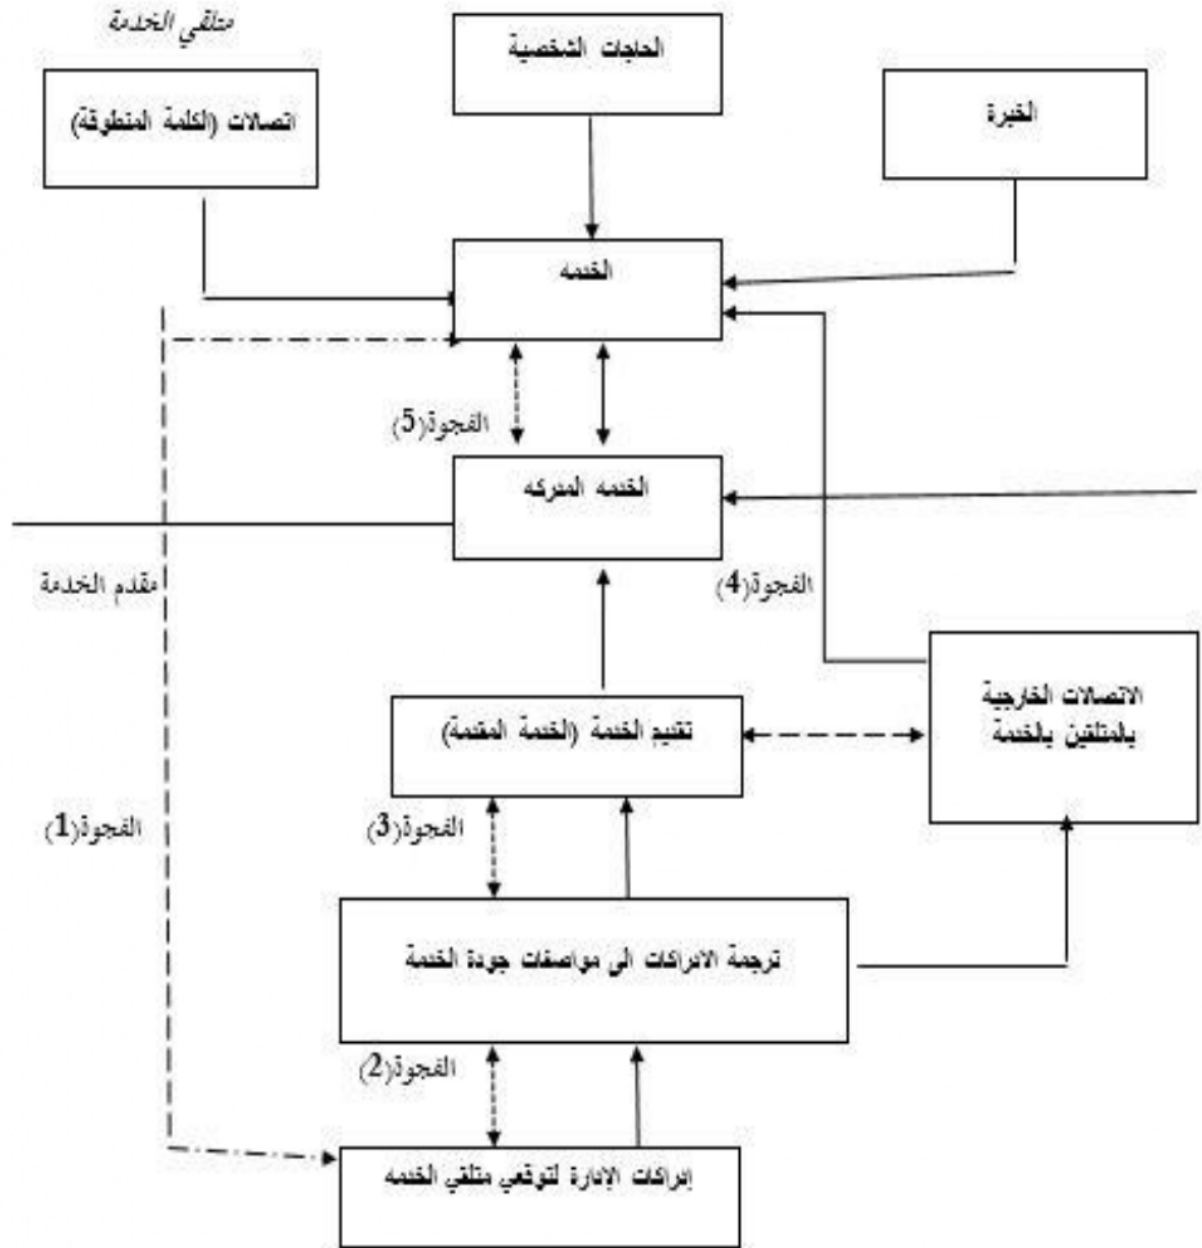 متلقي الخدمة
الحاجات الشخصية
الخبرة
اتصالات (الكلمة المنطوقة)
الخدمه
الفجوة(5)
الخدمه المدركه
الفجوة(4)
مقدم الخدمة
الاتصالات الخارجية
بالمتلقين بالخدمة
تقديم الخدمة (الخدمة المقدمة)
الفجوة(3)
الفجوة(1)
ترجمة الادراكات الى مواصفات جودة الخدمة
الفجوة(2)
إدراكات الإدارة لتوقعي متلقي الخدمه